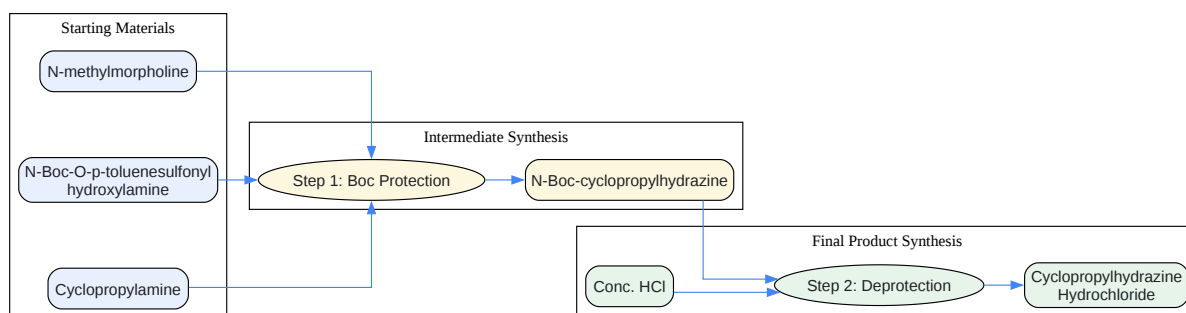 Starting Materials
N-methylmorpholine
N-Boc-O-p-toluenesulfonyl
hydroxylamine
Cyclopropylamine
Intermediate Synthesis
Step 1: Boc Protection
N-Boc-cyclopropylhydrazine
Final Product Synthesis
Conc. HCl
Step 2: Deprotection
Cyclopropylhydrazine
Hydrochloride